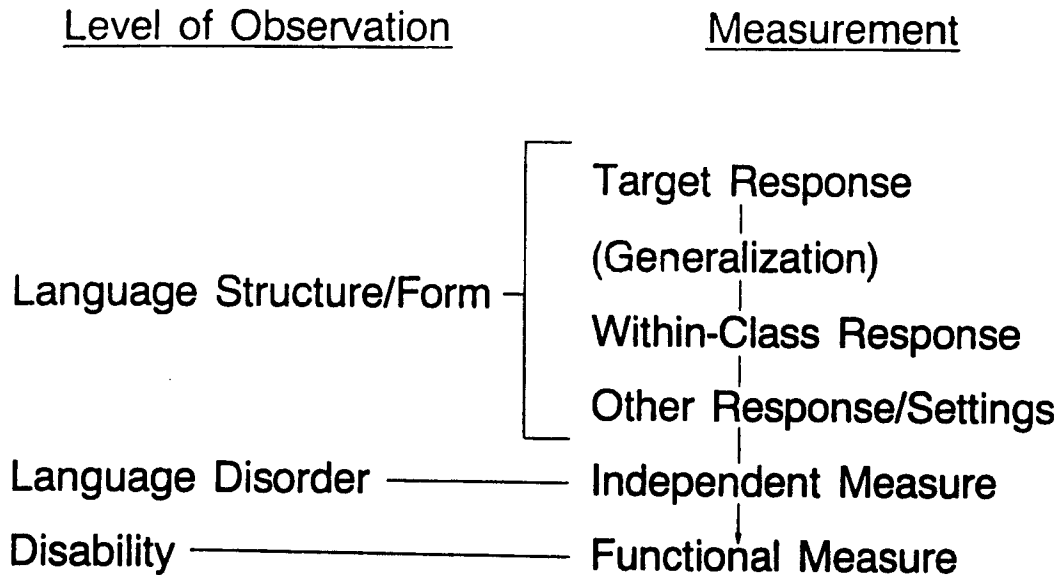 Level of Observation Measurement
Target Response
(Generalization)
Language Structure/Form
Within-Class Response
Other Response/Settings
Language Disorder Independent Measure
Disability Functional Measure